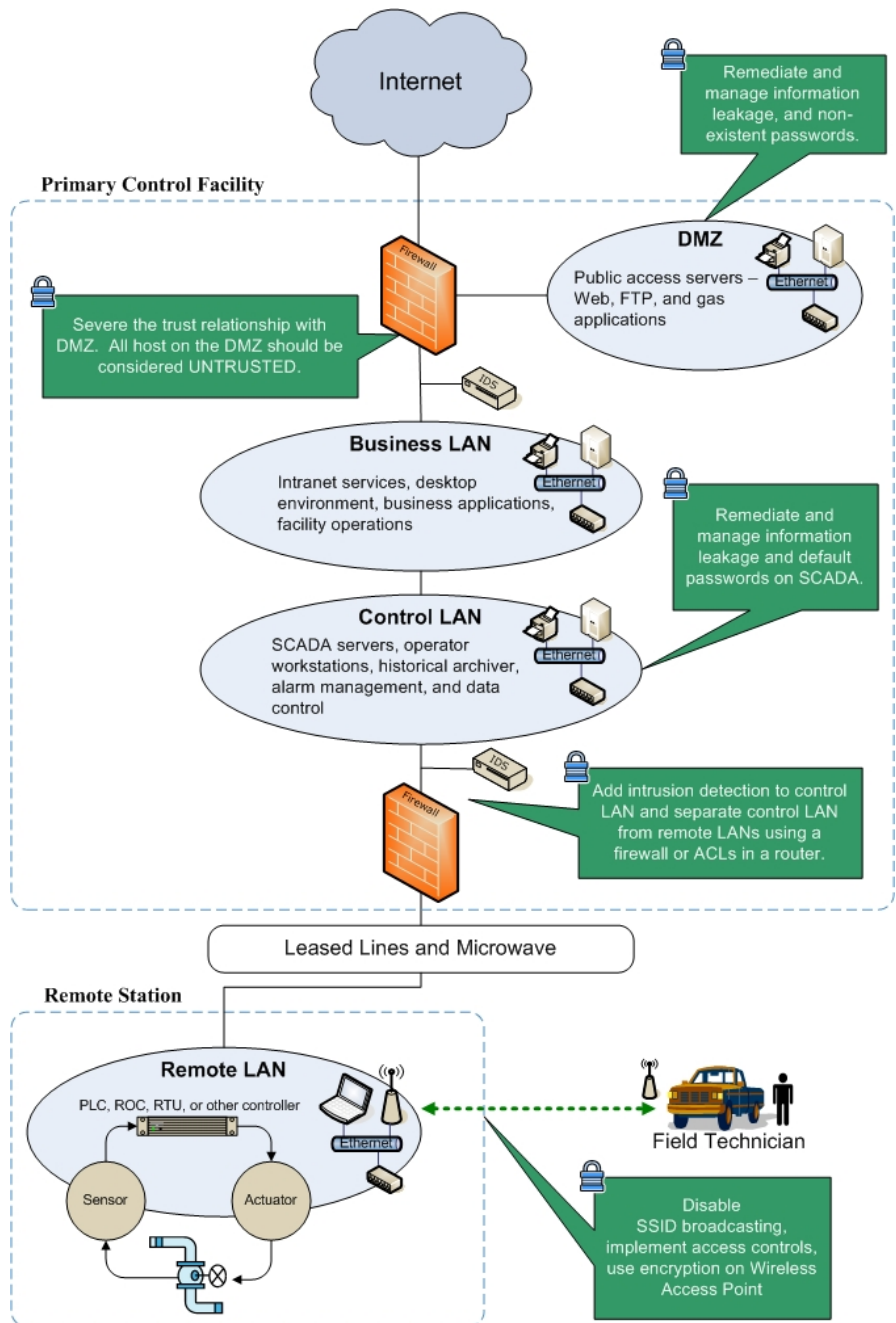 Internet
Remediate and
manage information
leakage, and non-
existent passwords.
Primary Control Facility
Firewall
DMZ
Public access servers –
Web, FTP, and gas
applications
Ethernet
Severe the trust relationship with
DMZ. All host on the DMZ should be
considered UNTRUSTED.
IDS
Business LAN
Intranet services, desktop
environment, business applications,
facility operations
Ethernet
Remediate and
manage information
leakage and default
passwords on SCADA.
Control LAN
SCADA servers, operator
workstations, historical archiver,
alarm management, and data
control
Ethernet
IDS
Firewall
Add intrusion detection to control
LAN and separate control LAN
from remote LANs using a
firewall or ACLs in a router.
Leased Lines and Microwave
Remote Station
Remote LAN
PLC, ROC, RTU, or other controller
Ethernet
Sensor
Actuator
Field Technician
Disable
SSID broadcasting,
implement access controls,
use encryption on Wireless
Access Point